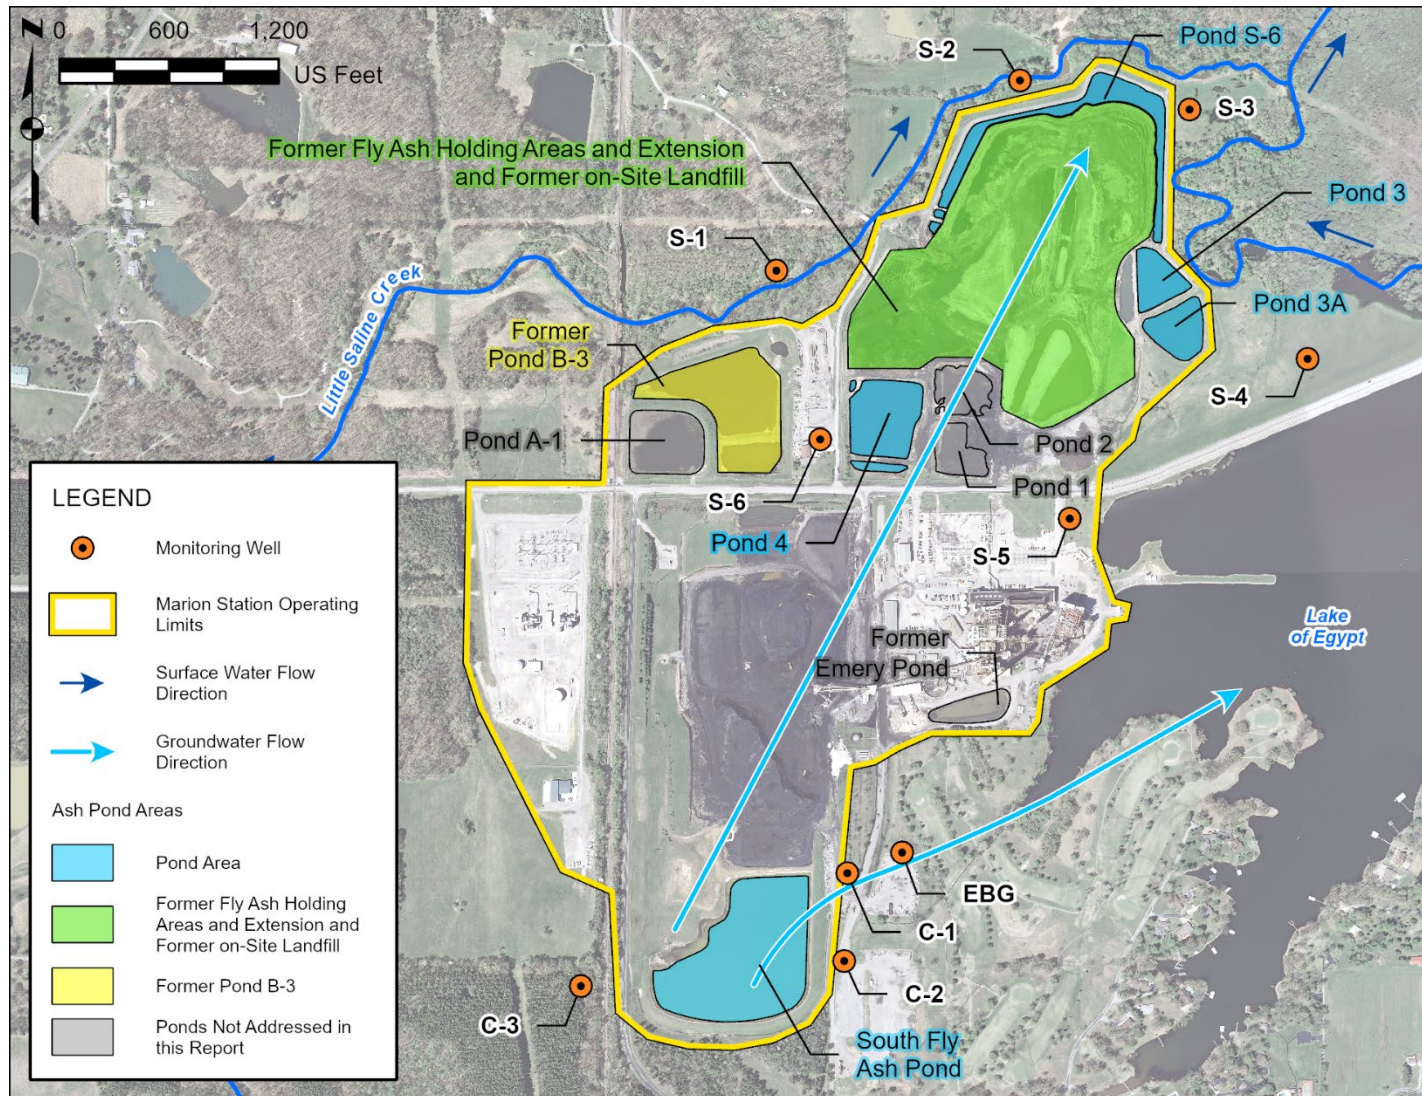 N
0 600 1,200
US Feet
S-2
Pond S-6
S-3
Former Fly Ash Holding Areas and Extension
and Former on-Site Landfill
Pond 3
S-1
Little Saline Creek
Pond 3A
Former
Pond B-3
S-4
Pond A-1
Pond 2
Pond 1
S-6
Pond 4
S-5
Lake
of Egypt
Former
Emery Pond
EBG
C-1
C-2
C-3
South Fly
Ash Pond
LEGEND
Monitoring Well
Marion Station Operating
Limits
Surface Water Flow
Direction
Groundwater Flow
Direction
Ash Pond Areas
Pond Area
Former Fly Ash Holding
Areas and Extension and
Former on-Site Landfill
Former Pond B-3
Ponds Not Addressed in
this Report